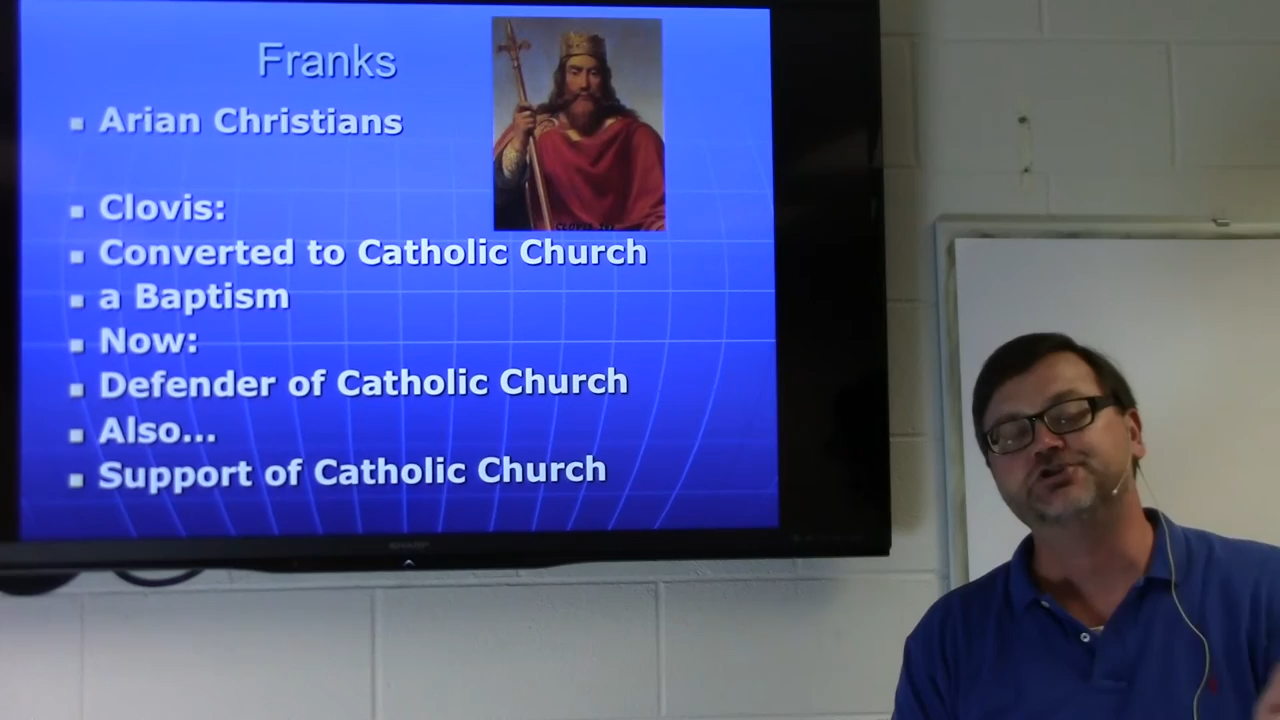 Franks
Arian Christians
Clovis:
Converted to Catholic Church
a Baptism
Now:
Defender of Catholic Church
Also...
Support of Catholic Church
SHARP